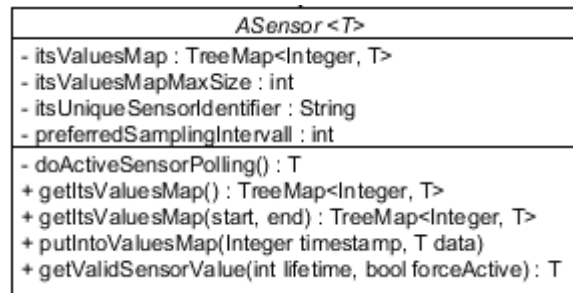 ASensor <T>
- itsValuesMap : TreeMap<Integer, T>
- itsValuesMapMaxSize : int
- itsUniqueSensorIdentifier : String
- preferredSamplingIntervall : int
- doActiveSensorPolling() : T
+ getItsValuesMap() : TreeMap<Integer, T>
+ getItsValuesMap(start, end) : TreeMap<Integer, T>
+ putIntoValuesMap(Integer timestamp, T data)
+ getValidSensorValue(int lifetime, bool forceActive) : T